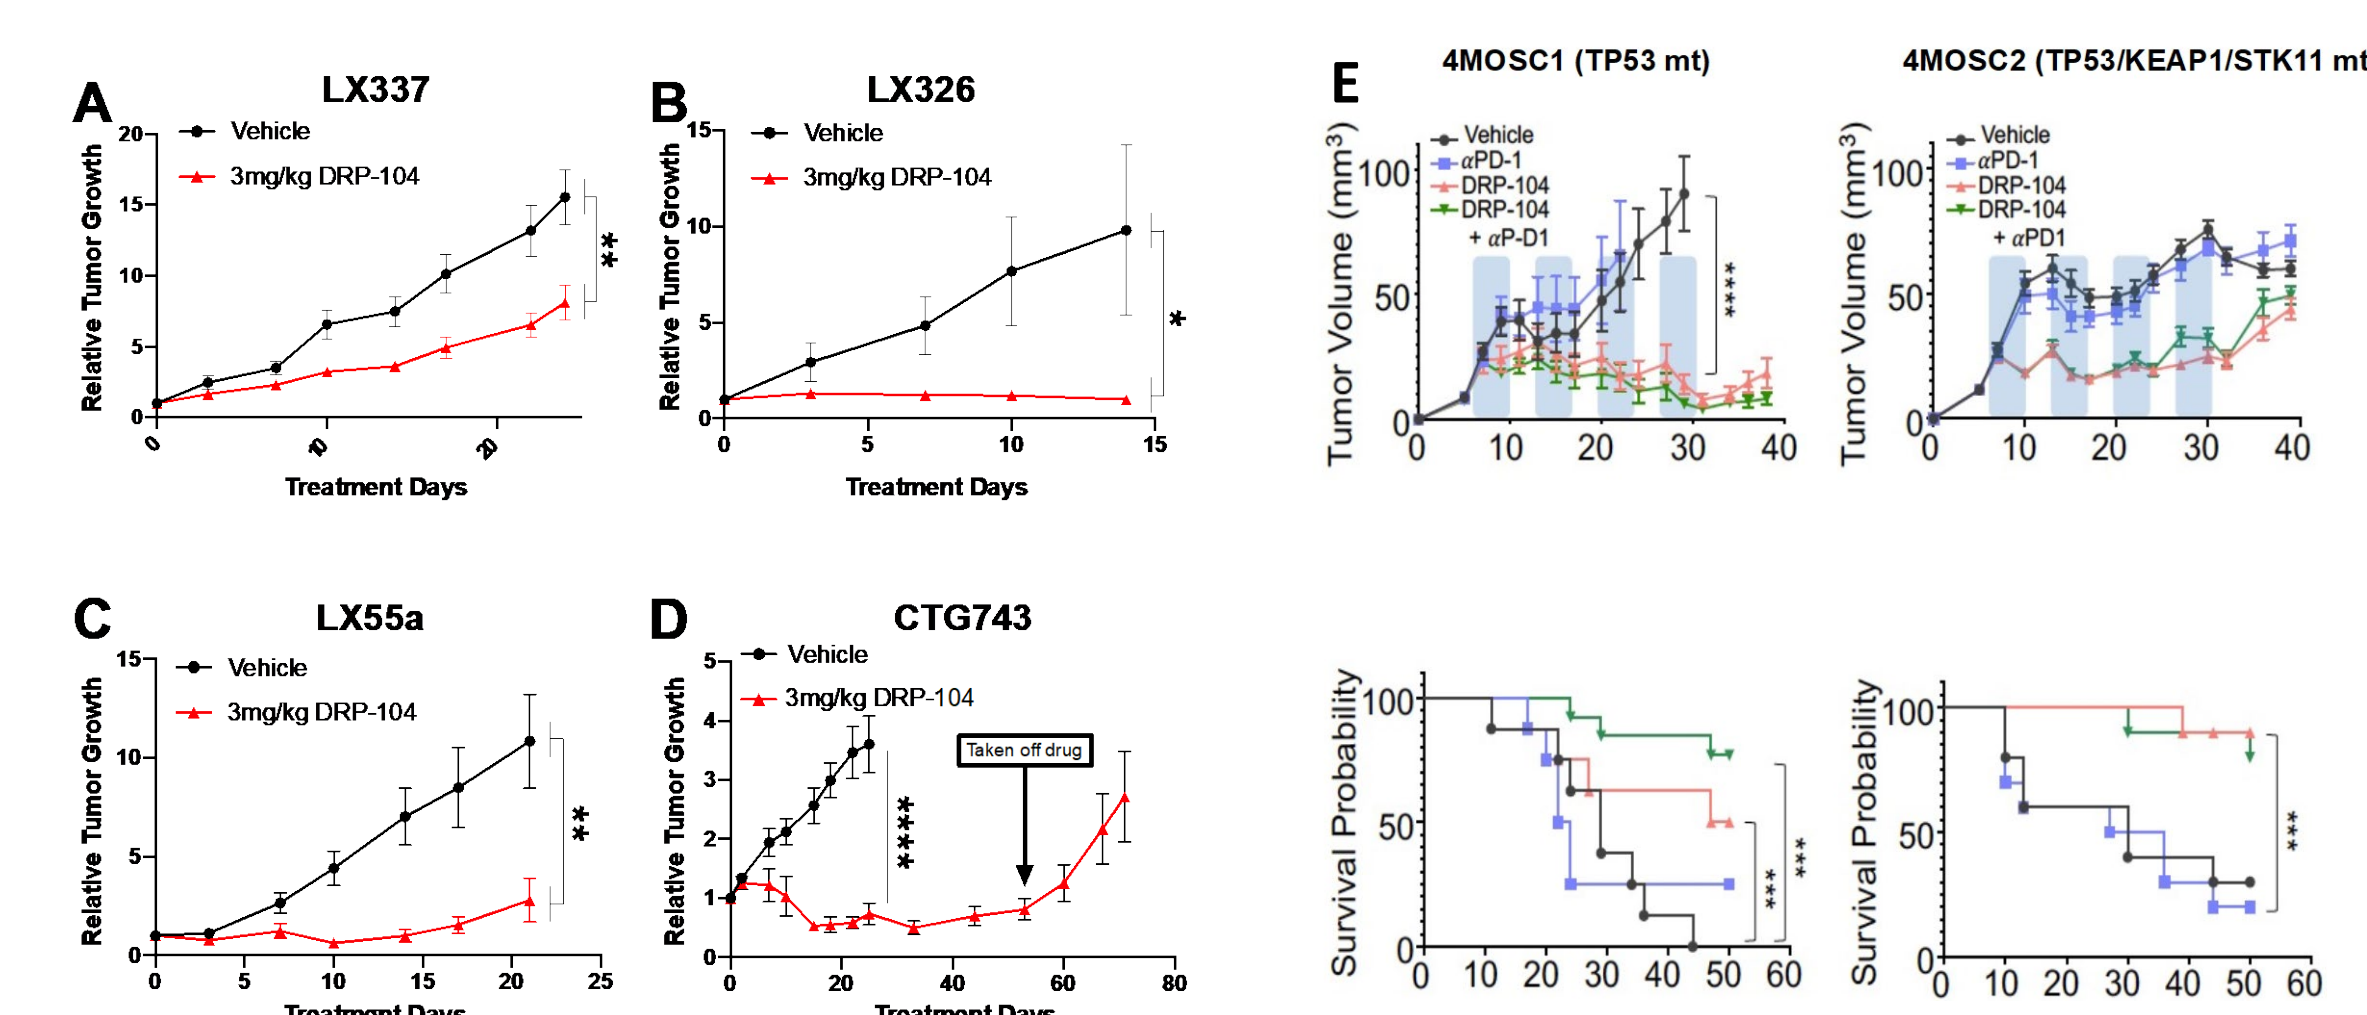 A
LX337
20
15
10
5
0
Vehicle
3mg/kg DRP-104
Relative Tumor Growth
**
0
10
20
Treatment Days
B
LX326
15
10
5
0
Vehicle
3mg/kg DRP-104
Relative Tumor Growth
*
0
5
10
15
Treatment Days
C
LX55a
15
10
5
0
Vehicle
3mg/kg DRP-104
Relative Tumor Growth
**
0
5
10
15
20
25
Treatment Days
D
CTG743
5
4
3
2
1
0
Vehicle
3mg/kg DRP-104
Taken off drug
Relative Tumor Growth
****
0
20
40
60
80
Treatment Days
E
4MOSC1 (TP53 mt)
Vehicle
αPD-1
DRP-104
DRP-104
+ αP-D1
Tumor Volume (mm³)
100
50
0
****
0
10
20
30
40
4MOSC2 (TP53/KEAP1/STK11 mt
Vehicle
αPD-1
DRP-104
DRP-104
+ αPD1
Tumor Volume (mm³)
100
50
0
0
10
20
30
40
Survival Probability
100
50
0
***
***
0
10
20
30
40
50
60
Survival Probability
100
50
0
***
0
10
20
30
40
50
60